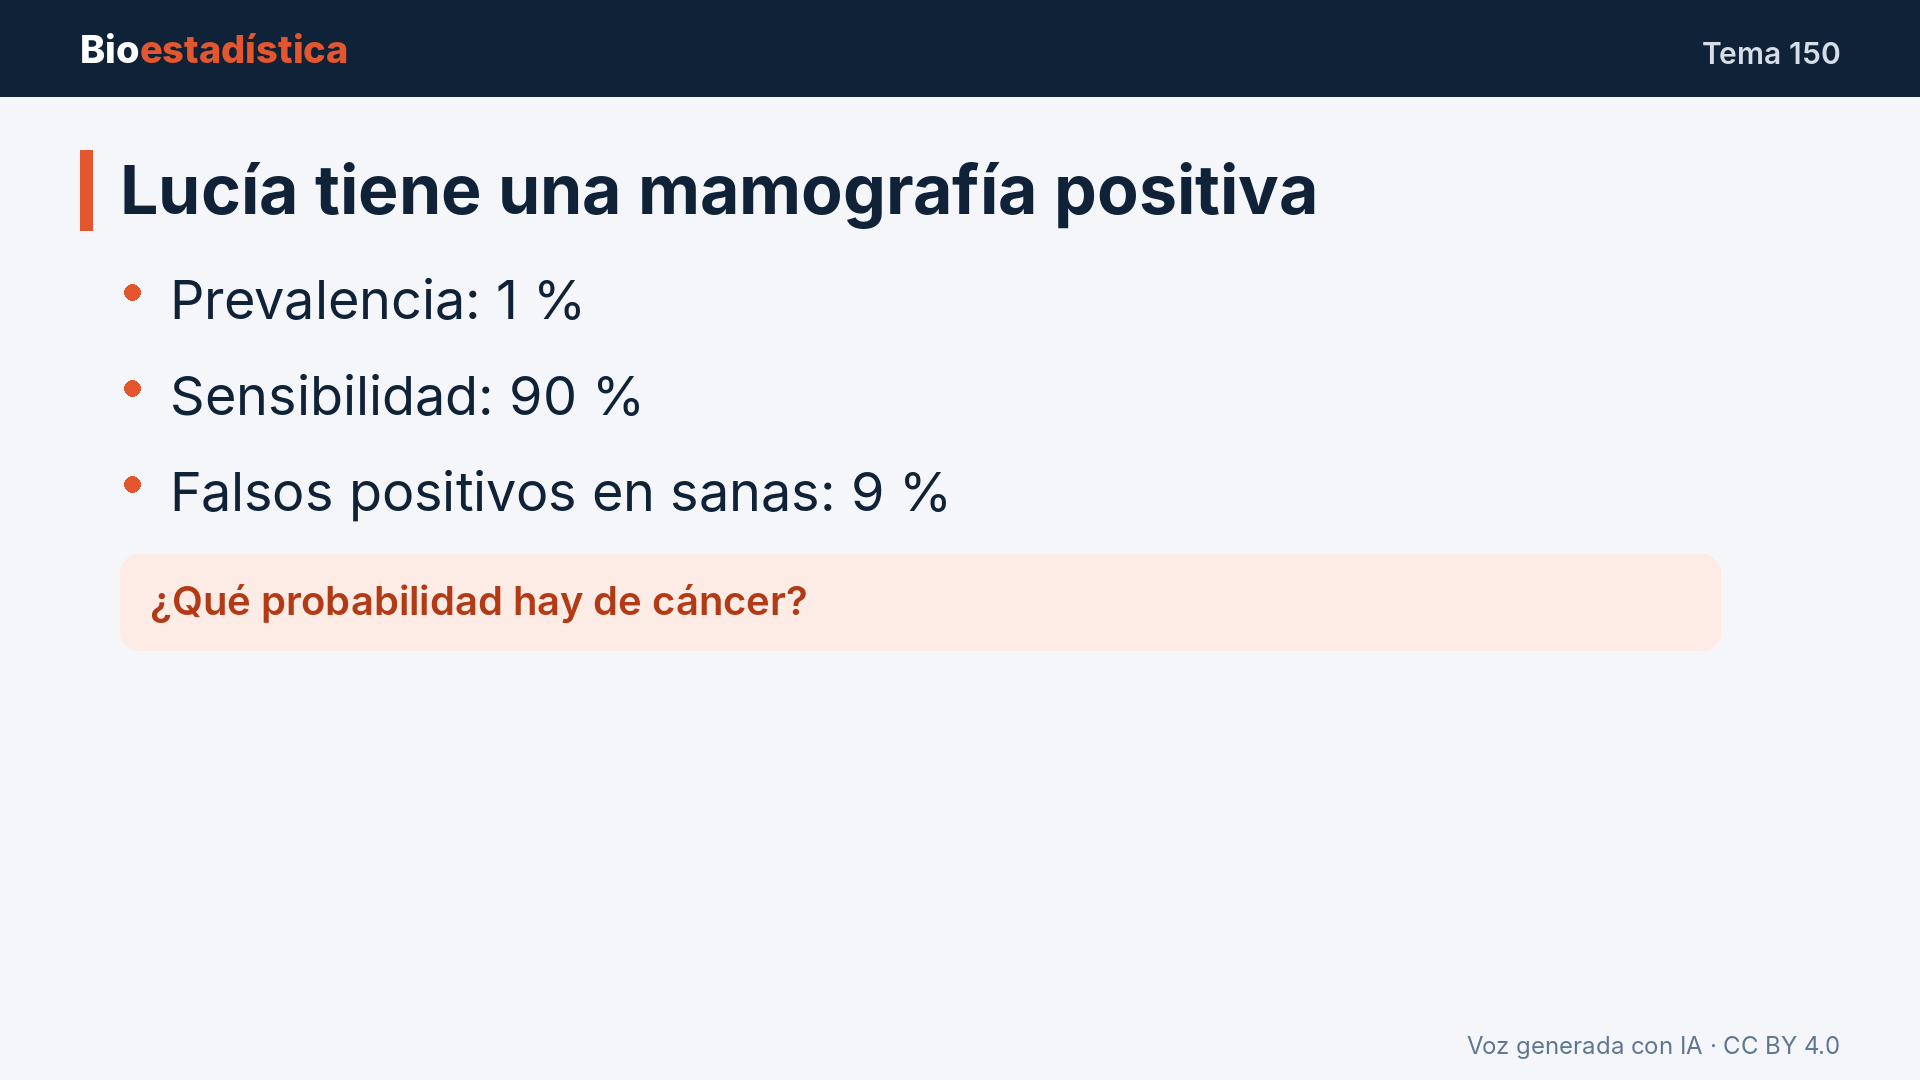 Bioestadística
Tema 150
Lucía tiene una mamografía positiva
• Prevalencia: 1 %
• Sensibilidad: 90 %
• Falsos positivos en sanas: 9 %
¿Qué probabilidad hay de cáncer?
Voz generada con IA · CC BY 4.0